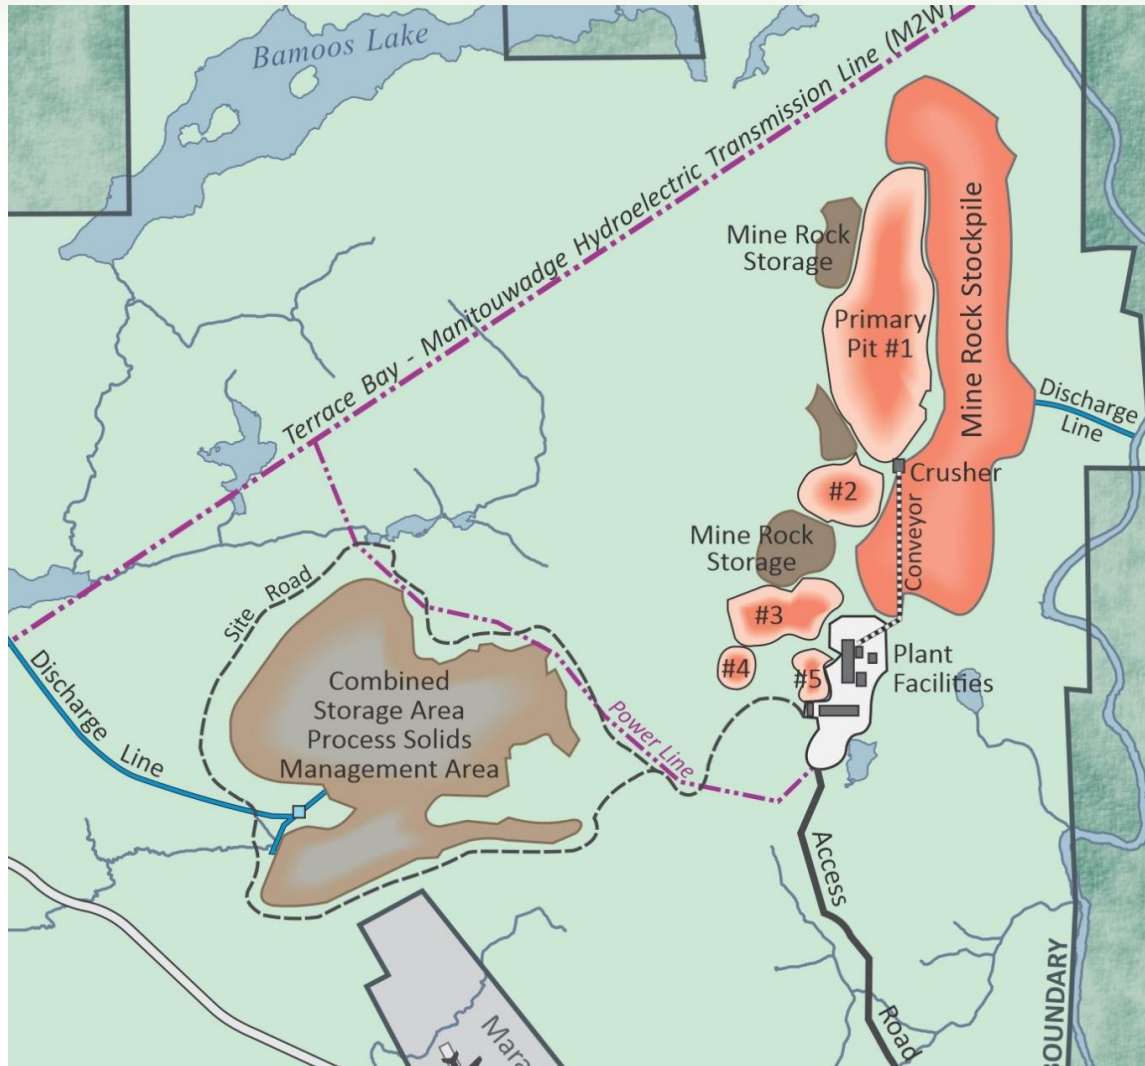 Bamoos Lake
Terrace Bay - Manitouwadge Hydroelectric Transmission Line (M2W)
Mine Rock
Storage
Primary
Pit #1
Mine Rock Stockpile
Discharge
Line
Crusher
#2
Conveyor
Mine Rock
Storage
#3
Site Road
#4
#5
Plant
Facilities
Discharge Line
Combined
Storage Area
Process Solids
Management Area
Power Line
Access
Road
BOUNDARY
Mara